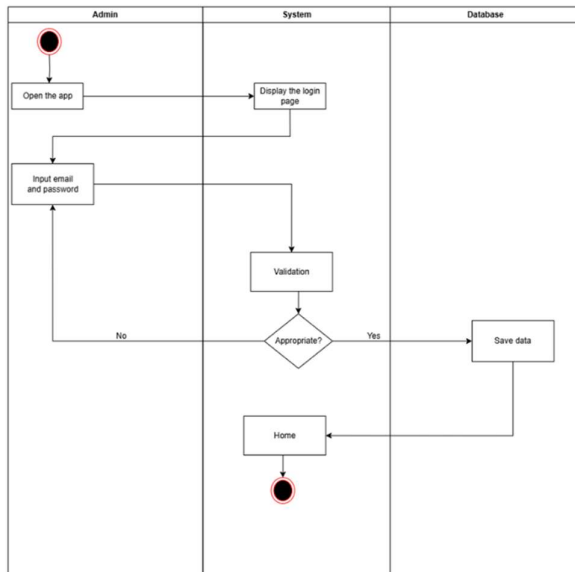 Admin
System
Database
Open the app
Display the login
page
Input email
and password
Validation
No
Appropriate?
Yes
Save data
Home